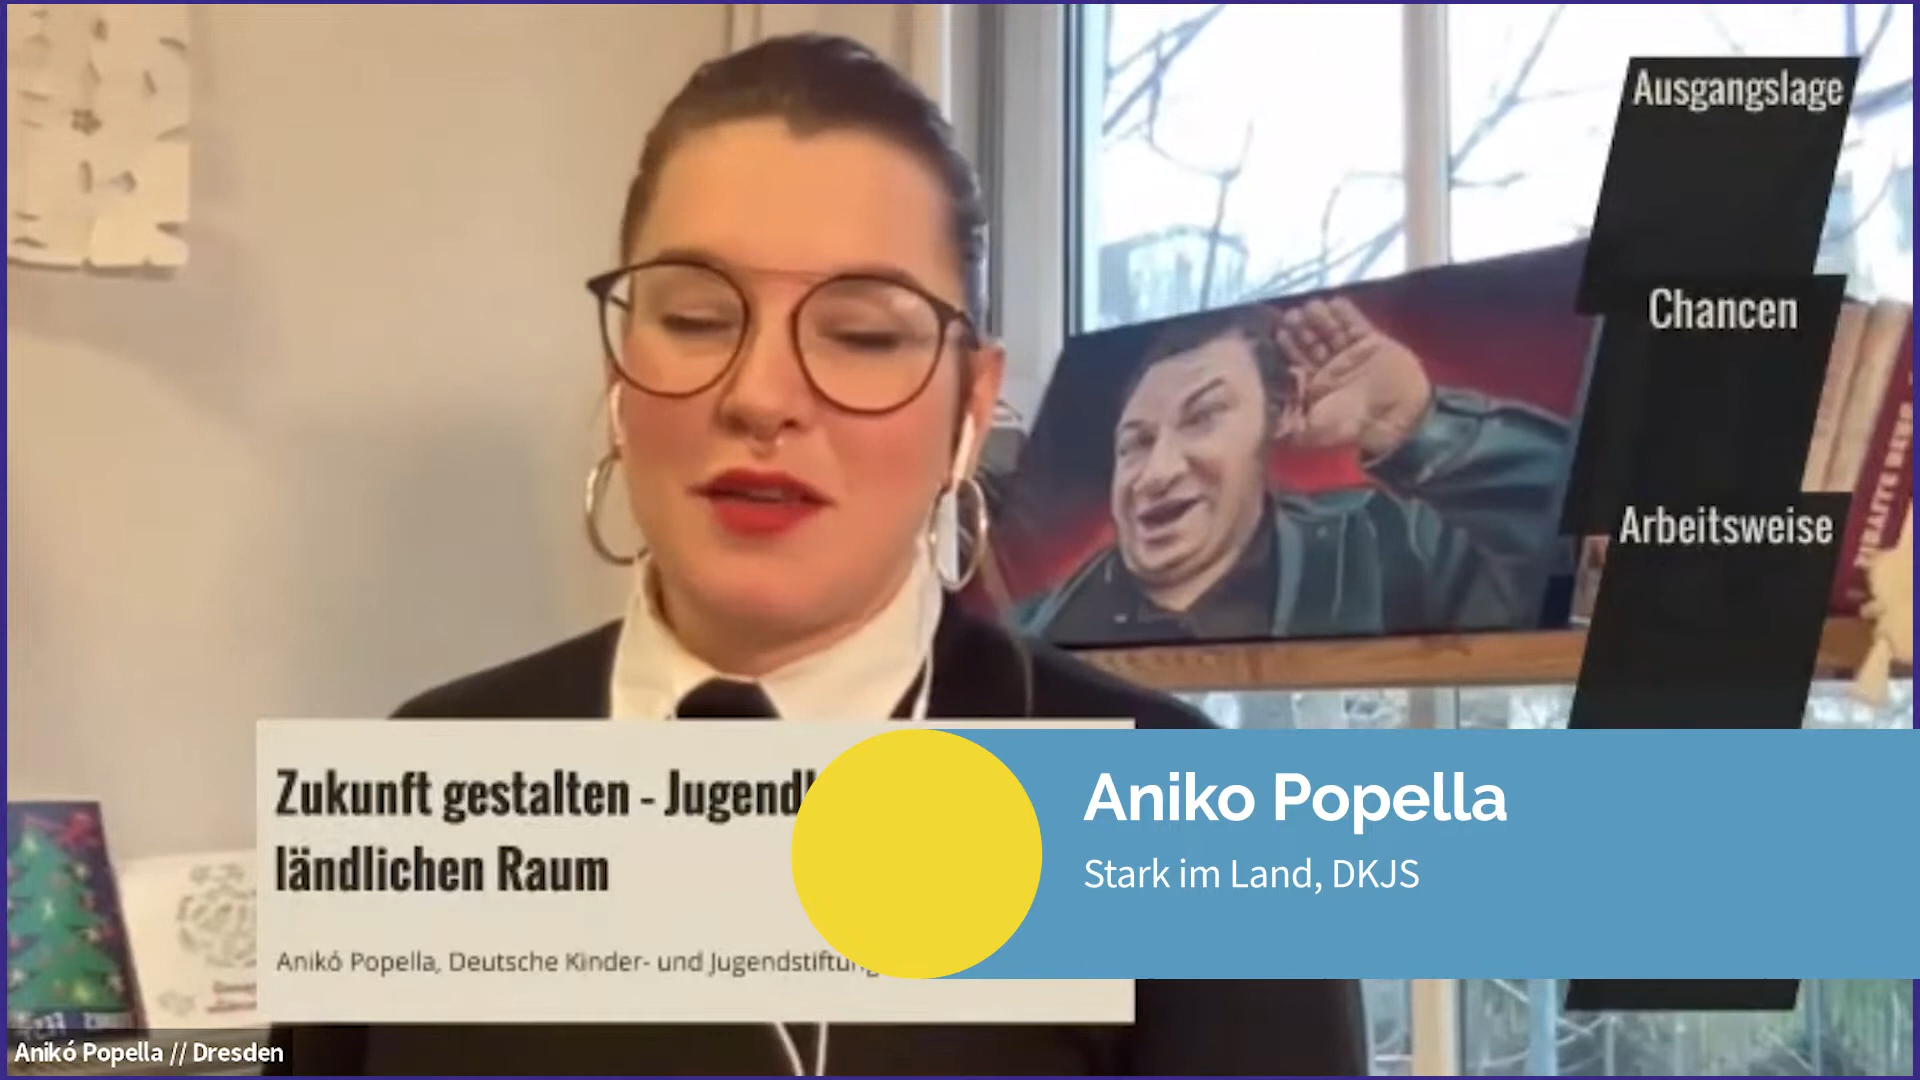 Ausgangslage
Chancen
Arbeitsweise
Zukunft gestalten - Jugendl
ländlichen Raum
Anikó Popella, Deutsche Kinder- und Jugendstiftung
Aniko Popella
Stark im Land, DKJS
Anikó Popella // Dresden